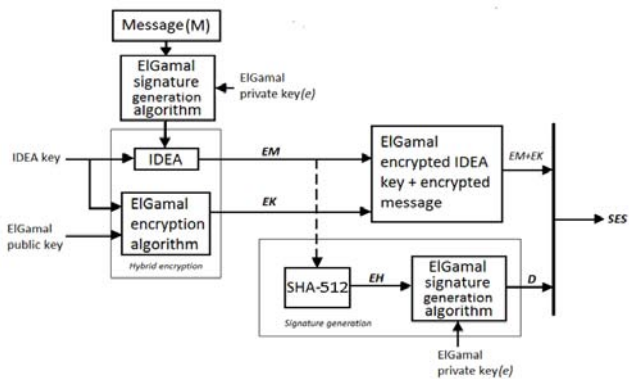 Message(M)
ElGamal
signature
generation
algorithm
ElGamal
private key(e)
IDEA key
IDEA
EM
ElGamal
encrypted IDEA
key + encrypted
message
EM+EK
ElGamal
public key
ElGamal
encryption
algorithm
EK
Hybrid encryption
SES
SHA-512
EH
ElGamal
signature
generation
algorithm
D
Signature generation
ElGamal
private key(e)